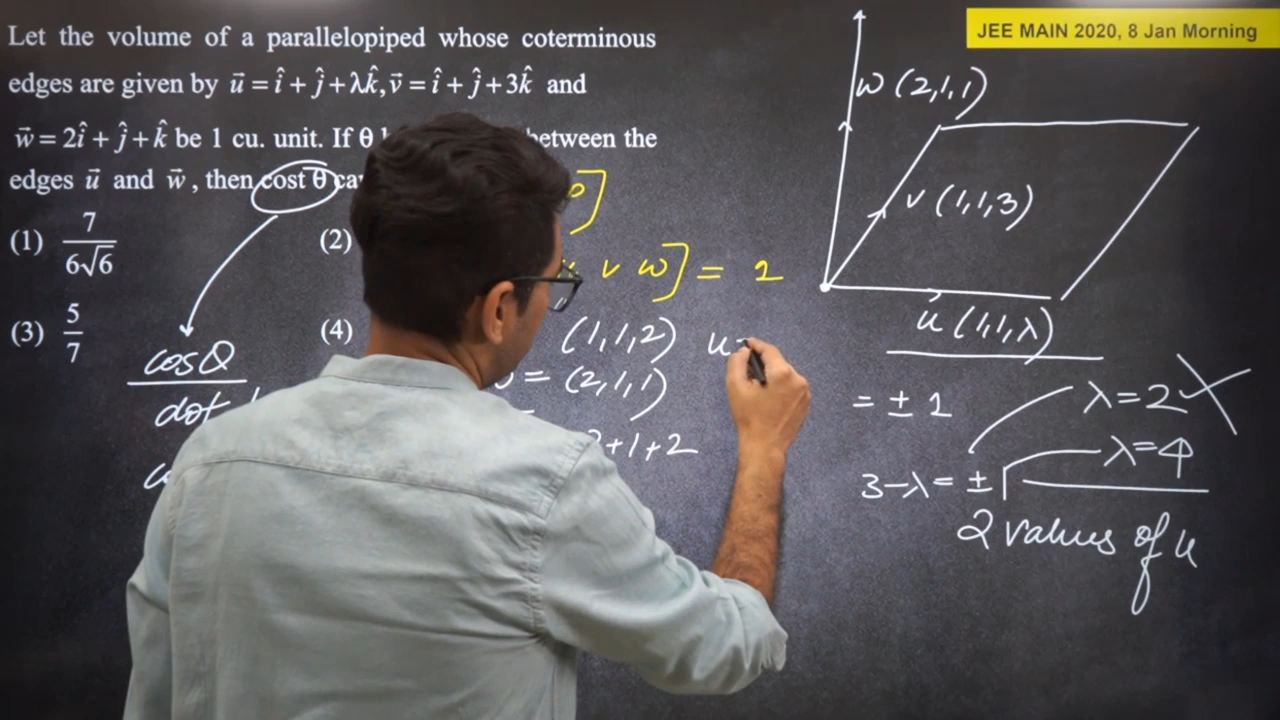 JEE MAIN 2020, 8 Jan Morning
Let the volume of a parallelopiped whose coterminous
edges are given by u⃗ = î + ĵ + λk̂, v⃗ = î + ĵ + 3k̂ and
w⃗ = 2î + ĵ + k̂ be 1 cu. unit. If θ between the
edges u⃗ and w⃗, then cost θ
(1) 7/6√6
(2)
(3) 5/7
(4)
cosθ
dot
]
v w] = 1
(1,1,2) u
= (2,1,1)
+1+2
w (2,1,1)
v (1,1,3)
u (1,1,λ)
= ± 1
λ=2
λ=4
3-λ= ±1
2 values of u